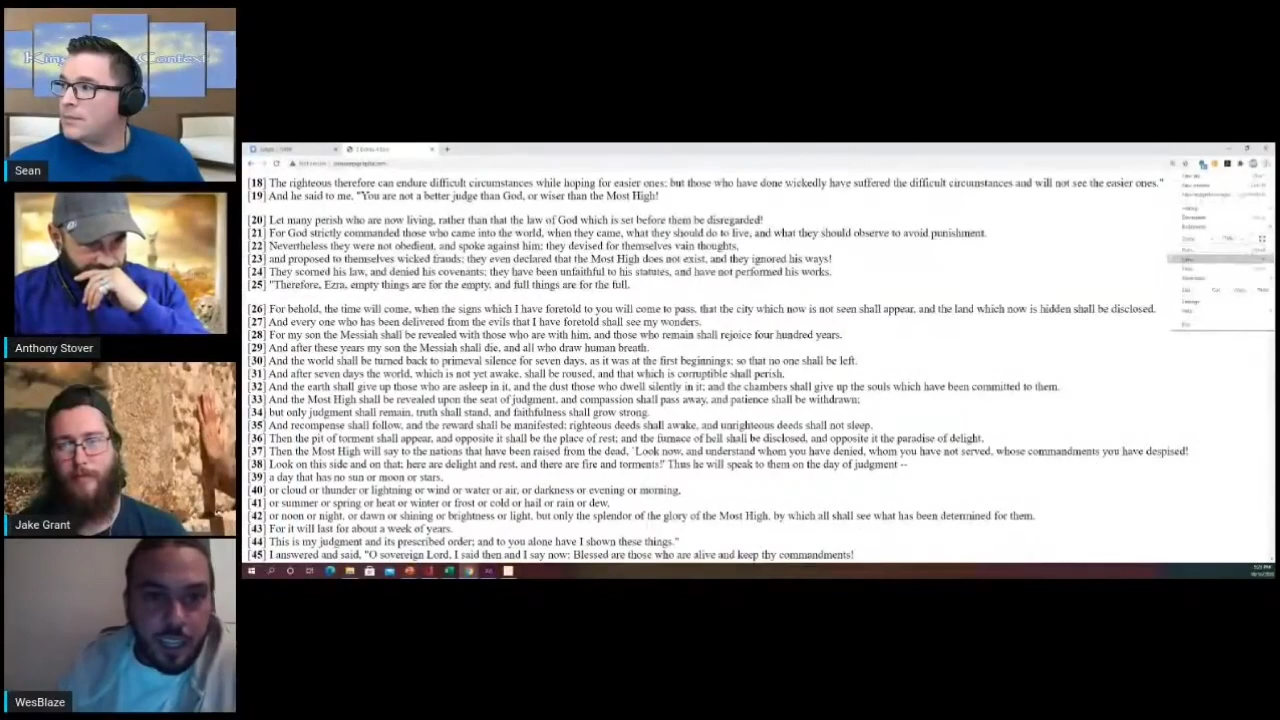 Sean
Anthony Stover
Jake Grant
WesBlaze
[18] The righteous therefore can endure difficult circumstances while hoping for easier ones; but those who have done wickedly have suffered the difficult circumstances and will not see the easier ones."
[19] And he said to me, "You are not a better judge than God, or wiser than the Most High!
[20] Let many perish who are now living, rather than that the law of God which is set before them be disregarded!
[21] For God strictly commanded those who came into the world, when they came, what they should do to live, and what they should observe to avoid punishment.
[22] Nevertheless they were not obedient, and spoke against him; they devised for themselves vain thoughts,
[23] and proposed to themselves wicked frauds; they even declared that the Most High does not exist, and they ignored his ways!
[24] They scorned his law, and denied his covenants; they have been unfaithful to his statutes, and have not performed his works.
[25] "Therefore, Ezra, empty things are for the empty, and full things are for the full.
[26] For behold, the time will come, when the signs which I have foretold to you will come to pass, that the city which now is not seen shall appear, and the land which now is hidden shall be disclosed.
[27] And every one who has been delivered from the evils that I have foretold shall see my wonders.
[28] For my son the Messiah shall be revealed with those who are with him, and those who remain shall rejoice four hundred years.
[29] And after these years my son the Messiah shall die, and all who draw human breath.
[30] And the world shall be turned back to primeval silence for seven days, as it was at the first beginnings; so that no one shall be left.
[31] And after seven days the world, which is not yet awake, shall be roused, and that which is corruptible shall perish.
[32] And the earth shall give up those who are asleep in it, and the dust those who dwell silently in it; and the chambers shall give up the souls which have been committed to them.
[33] And the Most High shall be revealed upon the seat of judgment, and compassion shall pass away, and patience shall be withdrawn;
[34] but only judgment shall remain, truth shall stand, and faithfulness shall grow strong.
[35] And recompense shall follow, and the reward shall be manifested; righteous deeds shall awake, and unrighteous deeds shall not sleep.
[36] Then the pit of torment shall appear, and opposite it shall be the place of rest; and the furnace of hell shall be disclosed, and opposite it the paradise of delight.
[37] Then the Most High will say to the nations that have been raised from the dead, `Look now, and understand whom you have denied, whom you have not served, whose commandments you have despised!
[38] Look on this side and on that; here are delight and rest, and there are fire and torments!' Thus he will speak to them on the day of judgment --
[39] a day that has no sun or moon or stars,
[40] or cloud or thunder or lightning or wind or water or air, or darkness or evening or morning,
[41] or summer or spring or heat or winter or frost or cold or hail or rain or dew,
[42] or noon or night, or dawn or shining or brightness or light, but only the splendor of the glory of the Most High, by which all shall see what has been determined for them.
[43] For it will last for about a week of years.
[44] This is my judgment and its prescribed order; and to you alone have I shown these things."
[45] I answered and said, "O sovereign Lord, I said then and I say now: Blessed are those who are alive and keep thy commandments!